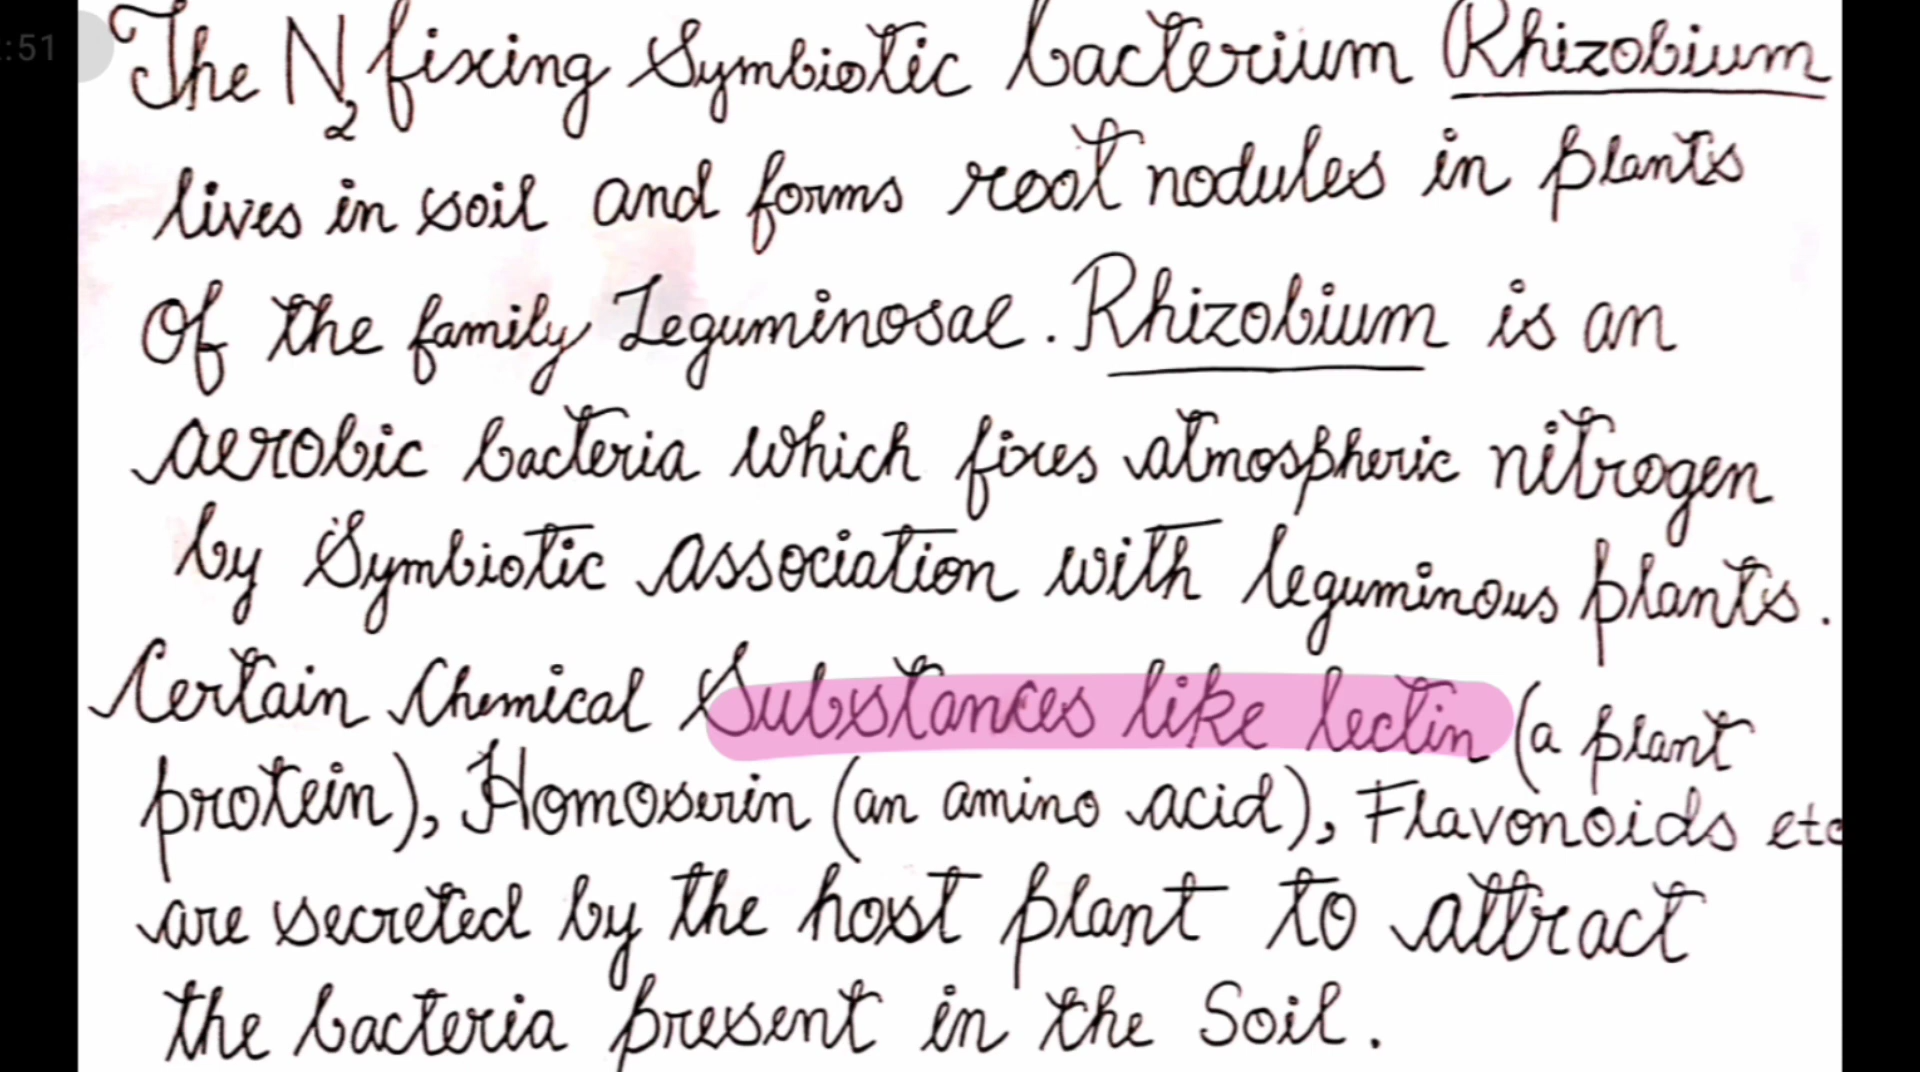 :51
The N₂ fixing Symbiotic bacterium Rhizobium
lives in soil and forms root nodules in plants
Of the family Leguminosae. Rhizobium is an
aerobic bacteria which fixes atmospheric nitrogen
by Symbiotic association with leguminous plants.
Certain Chemical Substances like lectin (a plant
protein), Homoserin (an amino acid), Flavonoids etc
are secreted by the host plant to attract
the bacteria present in the Soil.